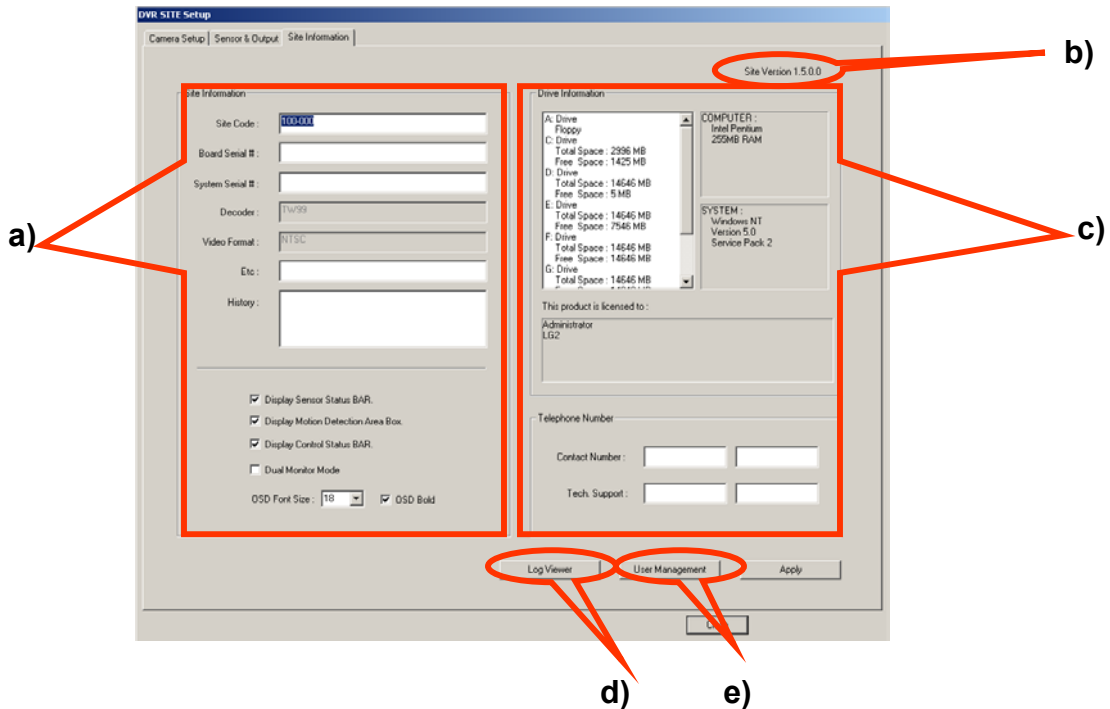 DVR SITE Setup
Camera Setup Sensor & Output Site Information
b)
Site Version 1.5.0.0
a)
Site Information
Site Code : 100-000
Board Serial # :
System Serial # :
Decoder : TW99
Video Format : NTSC
Etc :
History :
Display Sensor Status BAR.
Display Motion Detection Area Box.
Display Control Status BAR.
Dual Monitor Mode
OSD Font Size : 18 OSD Bold
c)
Drive Information
A: Drive
Floppy
C: Drive
Total Space : 2996 MB
Free Space : 1425 MB
D: Drive
Total Space : 14646 MB
Free Space : 5 MB
E: Drive
Total Space : 14646 MB
Free Space : 7546 MB
F: Drive
Total Space : 14646 MB
Free Space : 14646 MB
G: Drive
Total Space : 14646 MB
COMPUTER :
Intel Pentium
255MB RAM
SYSTEM :
Windows NT
Version 5.0
Service Pack 2
This product is licensed to :
Administrator
LG2
Telephone Number
Contact Number :
Tech. Support :
Log Viewer User Management Apply
d) e)